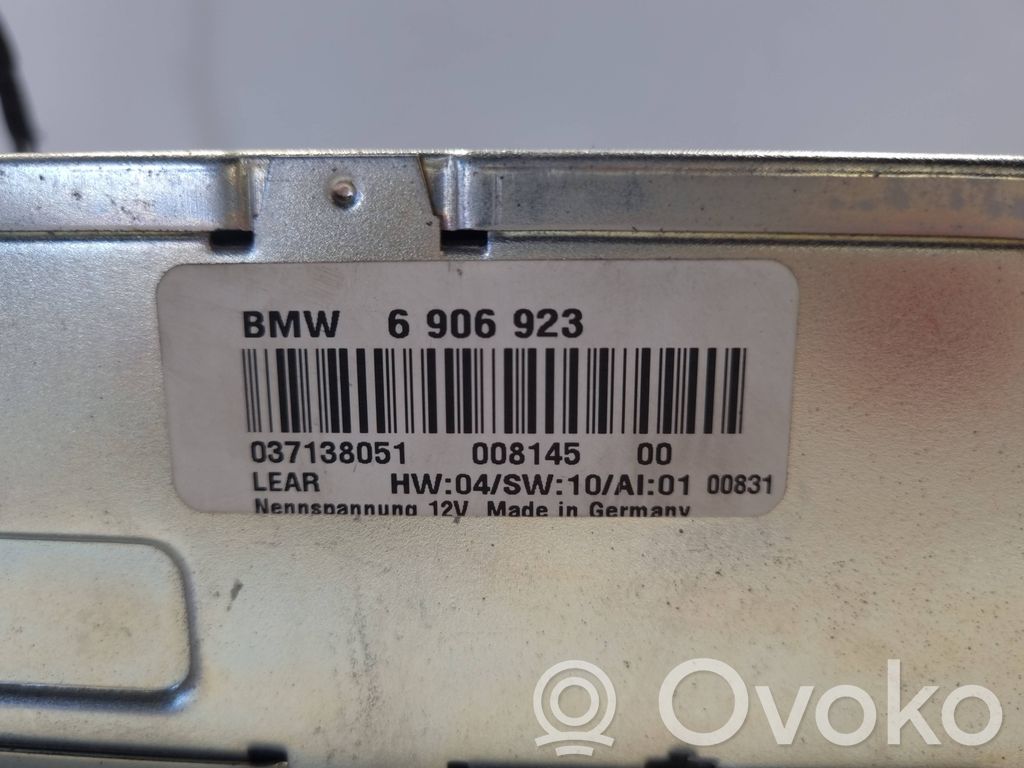 BMW 6 906 923
037138051 008145 00
LEAR HW:04/SW:10/AI:01 00831
Nennspannung 12V Made in Germany
Ovoko